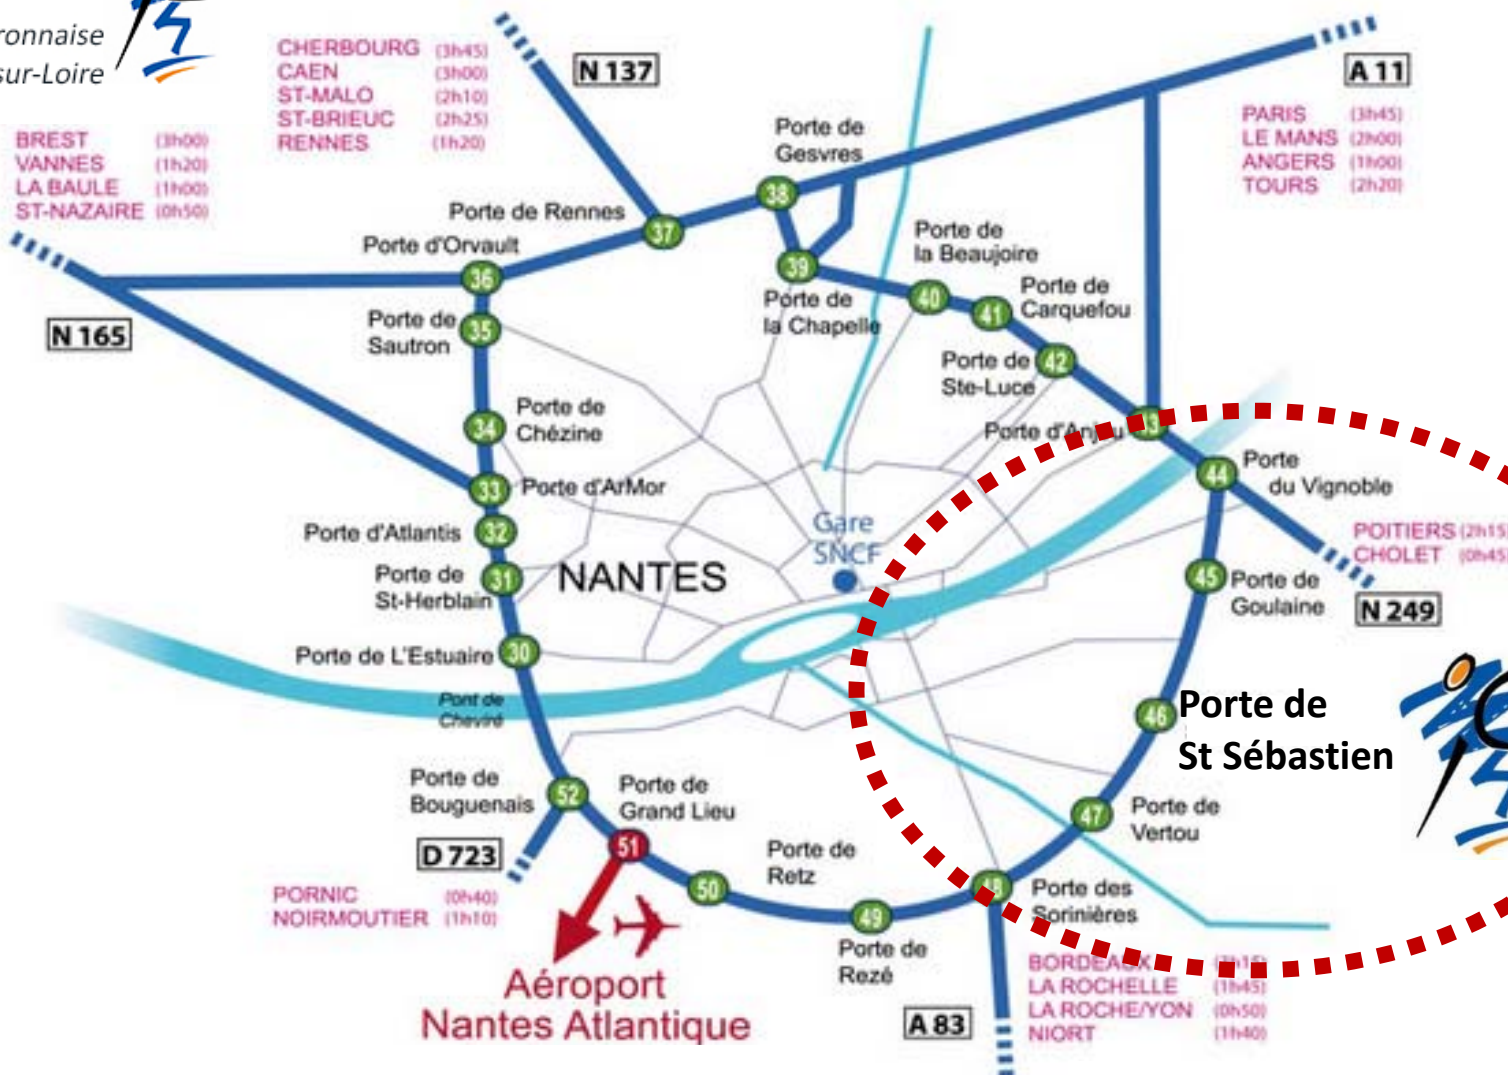 ronnaise
sur-Loire
CHERBOURG (3h45)
CAEN (3h00)
ST-MALO (2h10)
ST-BRIEUC (2h25)
RENNES (1h20)
N 137
A 11
PARIS (3h45)
LE MANS (2h00)
ANGERS (1h00)
TOURS (2h20)
BREST (3h00)
VANNES (1h20)
LA BAULE (1h00)
ST-NAZAIRE (0h50)
N 165
Porte de
Gesvres
38
Porte de Rennes
37
Porte d'Orvault
36
Porte de
Sautron
35
39
Porte de
la Chapelle
Porte de
la Beaujoire
40
Porte de
Carquefou
41
Porte de
Ste-Luce
42
Porte d'Anjou
43
44
Porte
du Vignoble
Porte de
Chézine
34
33
Porte d'ArMor
Porte d'Atlantis
32
Porte de
St-Herblain
31
NANTES
Gare
SNCF
POITIERS (2h15)
CHOLET (0h45)
N 249
45
Porte de
Goulaine
Porte de L'Estuaire
30
Pont de
Cheviré
46
Porte de
St Sébastien
Porte de
Bouguenais
52
Porte de
Grand Lieu
51
47
Porte de
Vertou
D 723
PORNIC (0h40)
NOIRMOUTIER (1h10)
50
Porte de
Retz
49
Porte de
Rezé
48
Porte des
Sorinières
Aéroport
Nantes Atlantique
A 83
BORDEAUX
LA ROCHELLE (1h45)
LA ROCHE/YON (0h50)
NIORT (1h40)